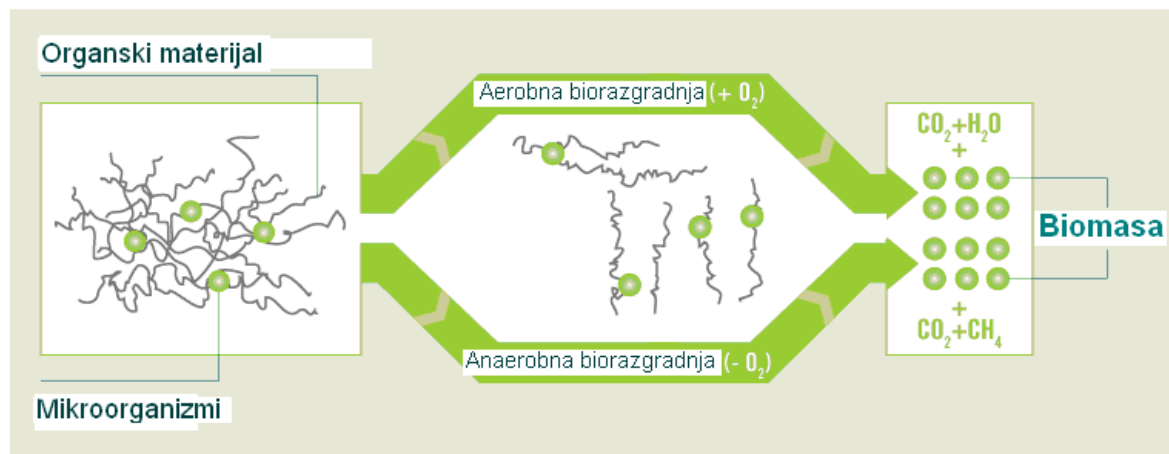 Organski materijal
Aerobna biorazgradnja (+ O₂)
CO₂+H₂O
+
Biomasa
+
CO₂+CH₄
Anaerobna biorazgradnja (- O₂)
Mikroorganizmi